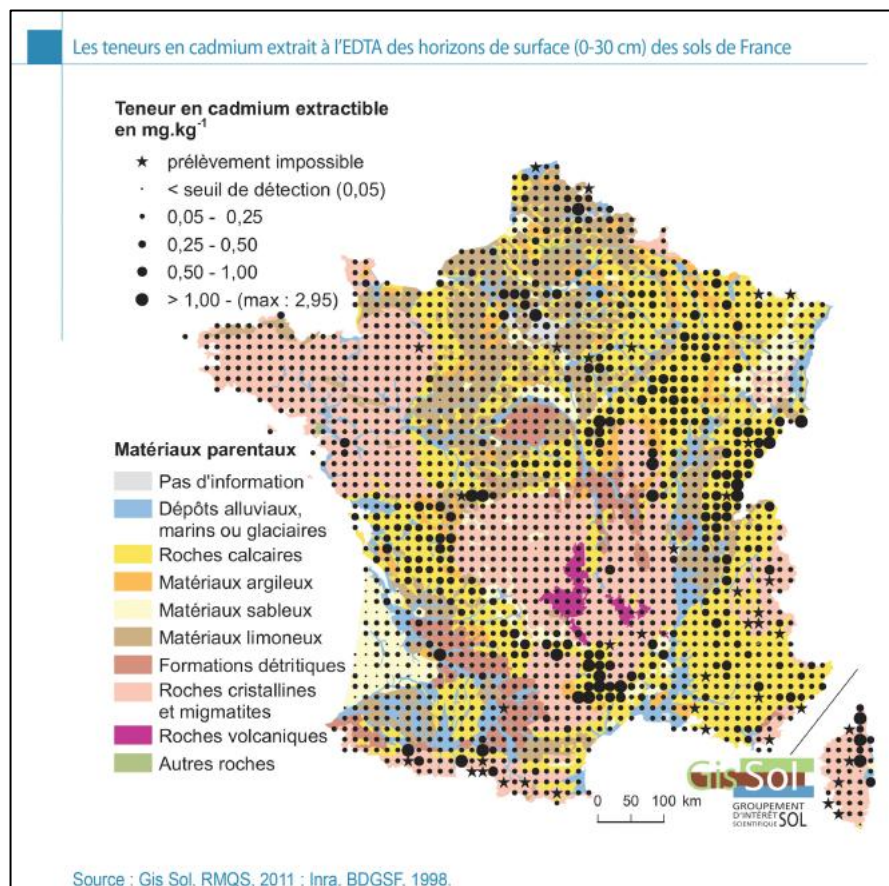 Les teneurs en cadmium extrait à l'EDTA des horizons de surface (0-30 cm) des sols de France
Teneur en cadmium extractible
en mg.kg⁻¹
prélèvement impossible
< seuil de détection (0,05)
0,05 - 0,25
0,25 - 0,50
0,50 - 1,00
> 1,00 - (max : 2,95)
Matériaux parentaux
Pas d'information
Dépôts alluviaux,
marins ou glaciaires
Roches calcaires
Matériaux argileux
Matériaux sableux
Matériaux limoneux
Formations détritiques
Roches cristallines
et migmatites
Roches volcaniques
Autres roches
0 50 100 km
GisSol
GROUPEMENT
D'INTÉRÊT
SCIENTIFIQUE SOL
Source : Gis Sol, RMQS, 2011 ; Inra, BDGSF, 1998.